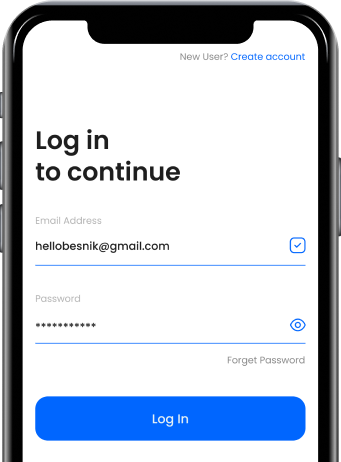 New User? Create account
Log in
to continue
Email Address
hellobesnik@gmail.com
Password
***********
Forget Password
Log In